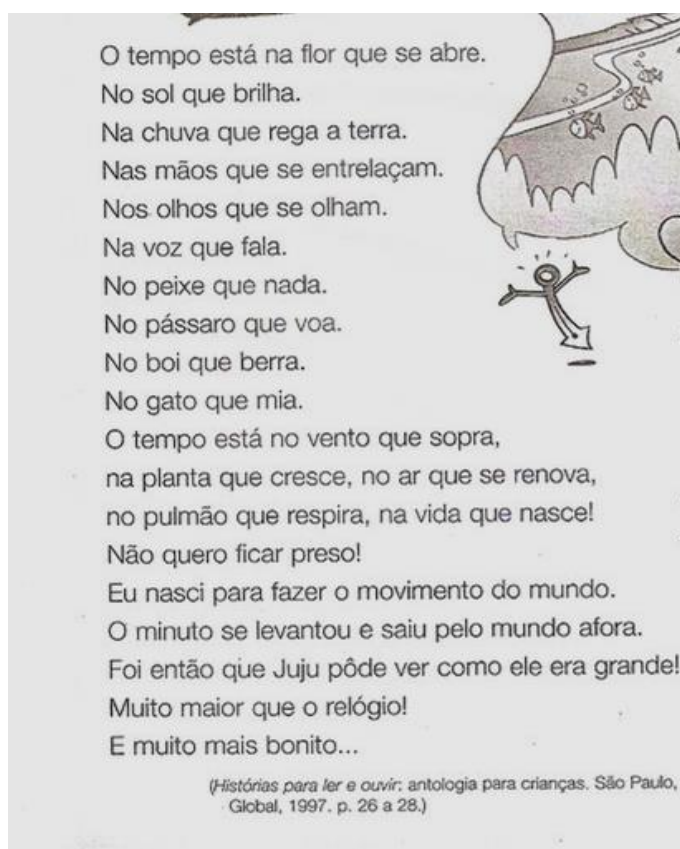 O tempo está na flor que se abre.
No sol que brilha.
Na chuva que rega a terra.
Nas mãos que se entrelaçam.
Nos olhos que se olham.
Na voz que fala.
No peixe que nada.
No pássaro que voa.
No boi que berra.
No gato que mia.
O tempo está no vento que sopra,
na planta que cresce, no ar que se renova,
no pulmão que respira, na vida que nasce!
Não quero ficar preso!
Eu nasci para fazer o movimento do mundo.
O minuto se levantou e saiu pelo mundo afora.
Foi então que Juju pôde ver como ele era grande!
Muito maior que o relógio!
E muito mais bonito...
(Histórias para ler e ouvir: antologia para crianças. São Paulo,
Global, 1997. p. 26 a 28.)